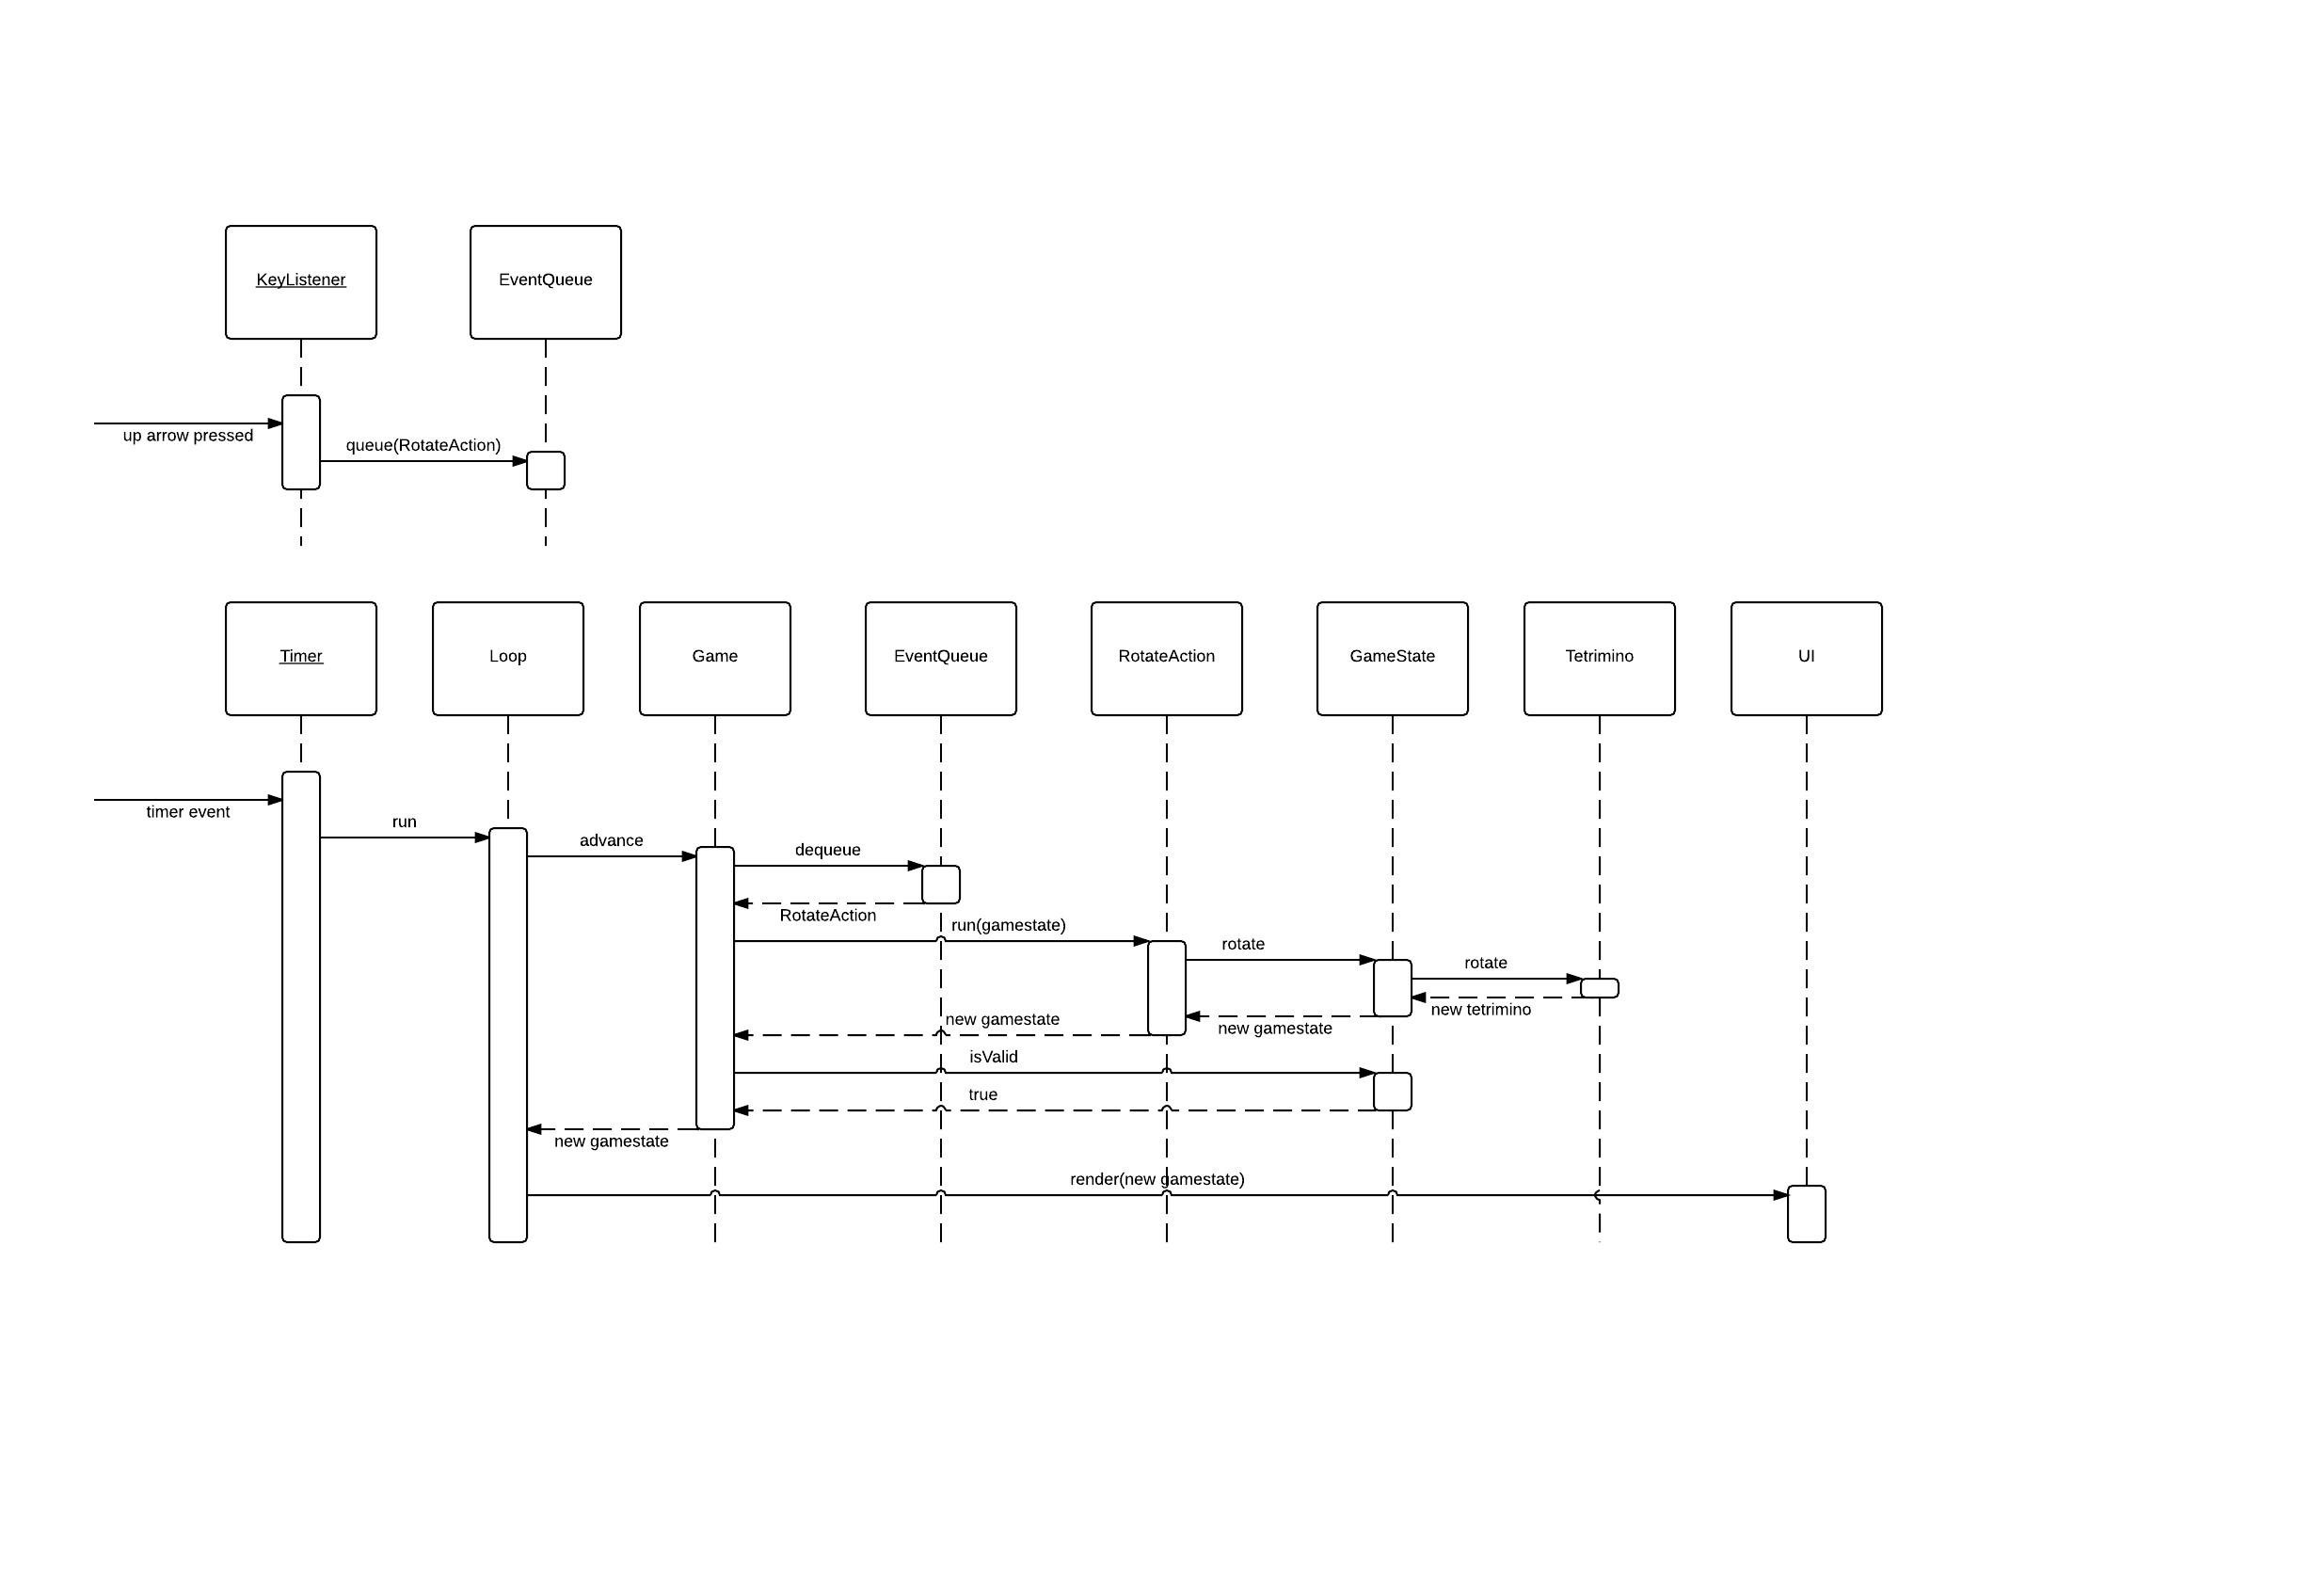 KeyListener
EventQueue
up arrow pressed
queue(RotateAction)
Timer
Loop
Game
EventQueue
RotateAction
GameState
Tetrimino
UI
timer event
run
advance
dequeue
RotateAction
run(gamestate)
rotate
rotate
new tetrimino
new gamestate
new gamestate
isValid
true
new gamestate
render(new gamestate)